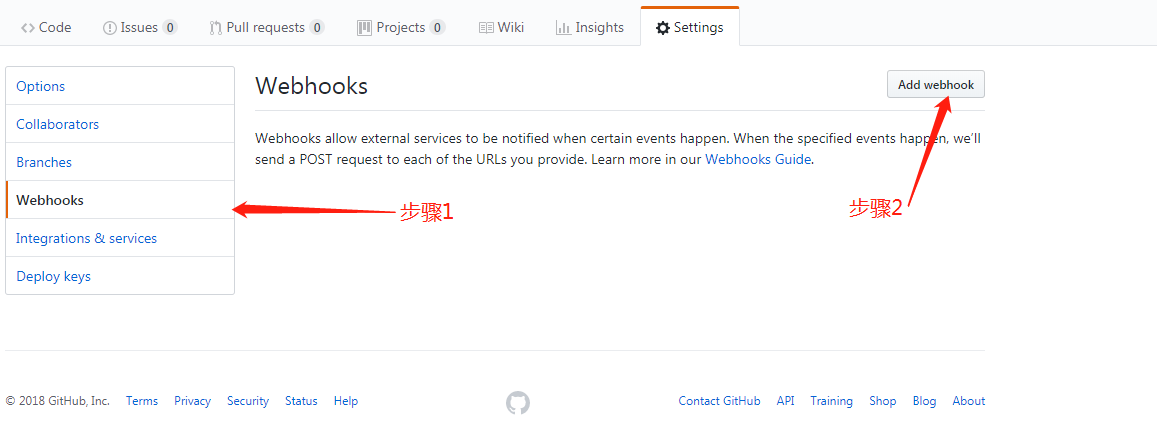 Code Issues 0 Pull requests 0 Projects 0 Wiki Insights Settings
Options
Collaborators
Branches
Webhooks
Integrations & services
Deploy keys
Webhooks
Add webhook
Webhooks allow external services to be notified when certain events happen. When the specified events happen, we'll
send a POST request to each of the URLs you provide. Learn more in our Webhooks Guide.
步骤1
步骤2
© 2018 GitHub, Inc. Terms Privacy Security Status Help Contact GitHub API Training Shop Blog About